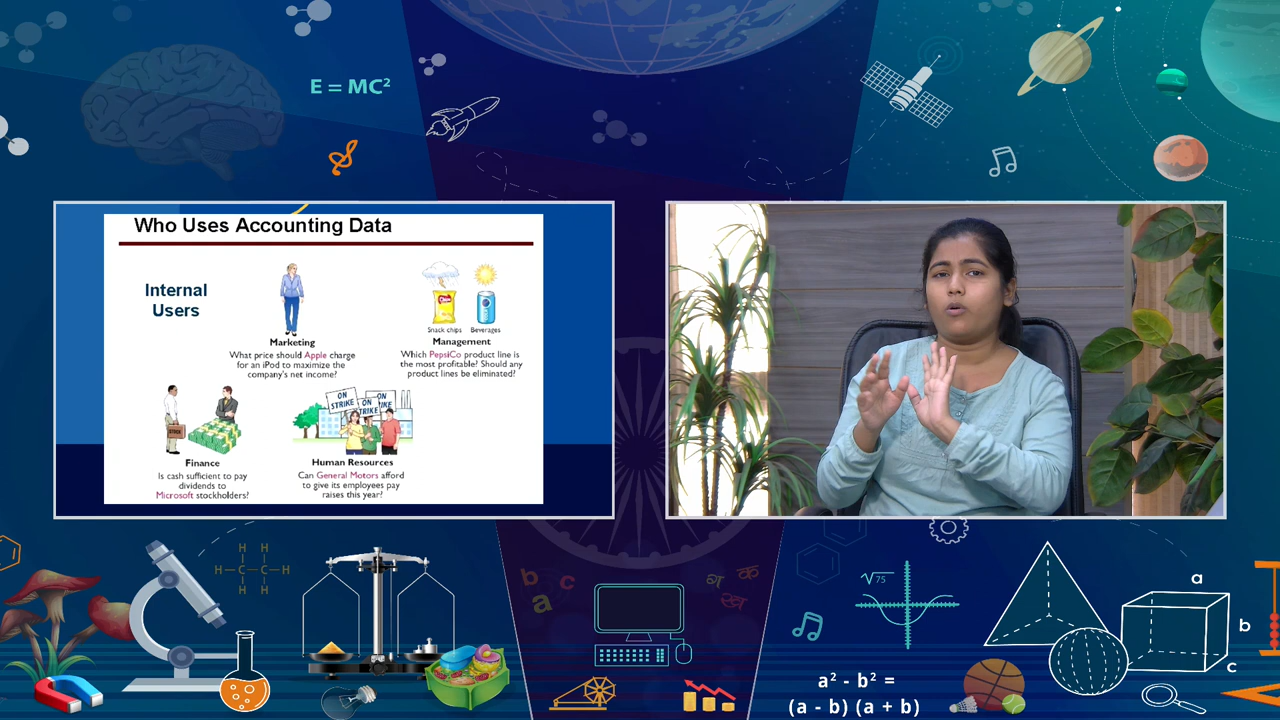 E = MC²
Who Uses Accounting Data
Internal
Users
Snack chips
Beverages
Marketing
What price should Apple charge
for an iPod to maximize the
company's net income?
Management
Which PepsiCo product line is
the most profitable? Should any
product lines be eliminated?
ON
STRIKE
ON
STRIKE
ON
STOCK
Finance
Is cash sufficient to pay
dividends to
Microsoft stockholders?
Human Resources
Can General Motors afford
to give its employees pay
raises this year?
H H
H C C H
H H
b c
a
ग क
ख
√75
a
b
c
a² - b² =
(a - b) (a + b)